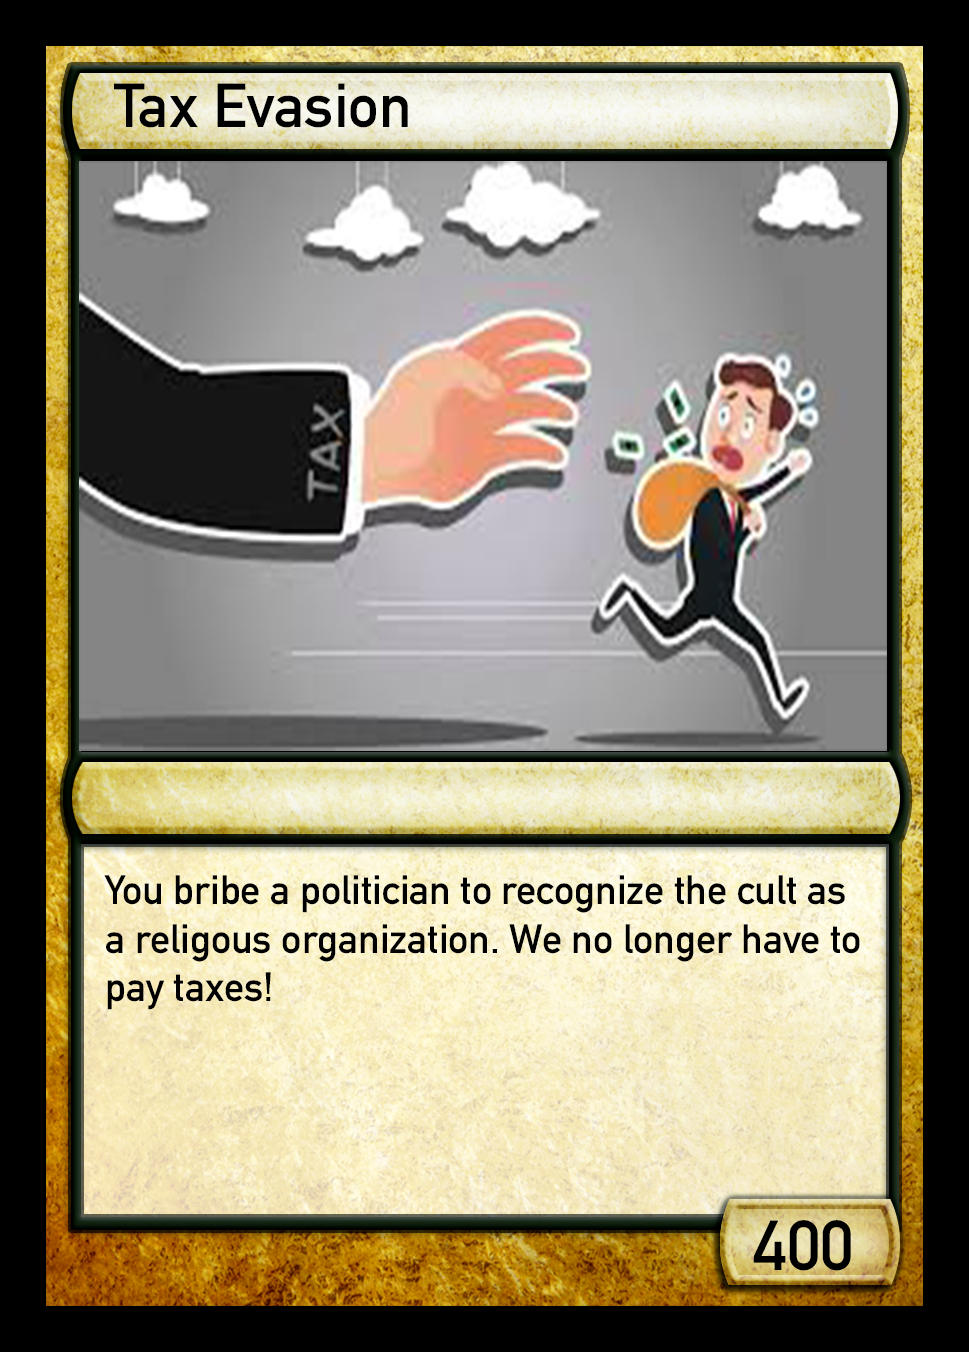 Tax Evasion
TAX
You bribe a politician to recognize the cult as
a religous organization. We no longer have to
pay taxes!
400